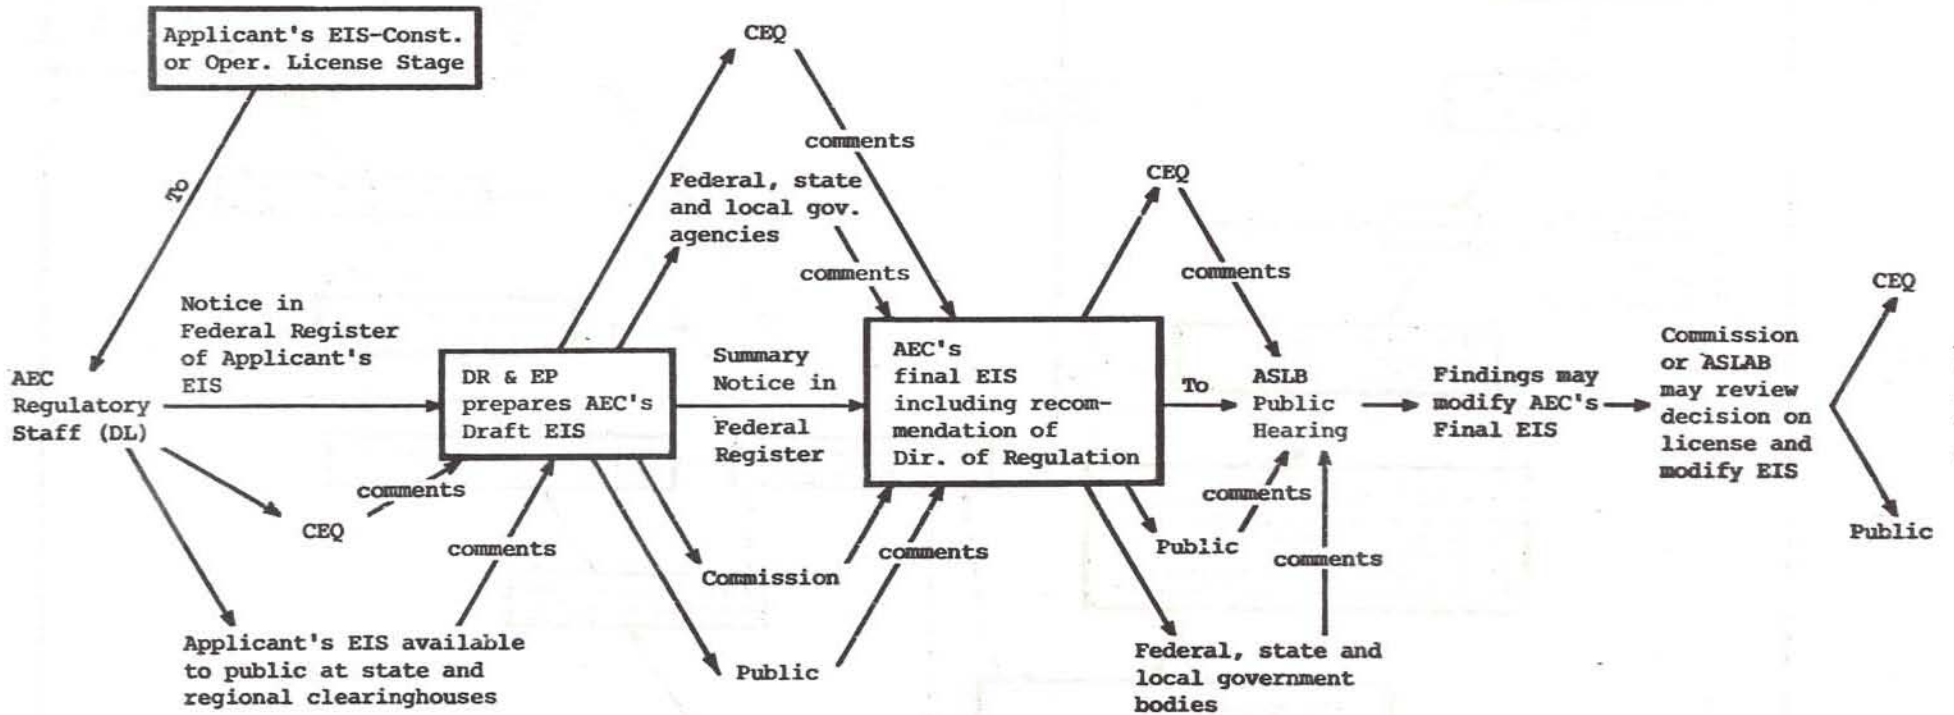 Applicant's EIS-Const.
or Oper. License Stage
To
AEC
Regulatory
Staff (DL)
Notice in
Federal Register
of Applicant's
EIS
CEQ
comments
Applicant's EIS available
to public at state and
regional clearinghouses
comments
DR & EP
prepares AEC's
Draft EIS
CEQ
comments
Federal, state
and local gov.
agencies
comments
Summary
Notice in
Federal
Register
Commission
Public
comments
AEC's
final EIS
including recom-
mendation of
Dir. of Regulation
CEQ
comments
To
ASLB
Public
Hearing
Public
comments
Federal, state and
local government
bodies
comments
Findings may
modify AEC's
Final EIS
Commission
or ASLAB
may review
decision on
license and
modify EIS
CEQ
Public